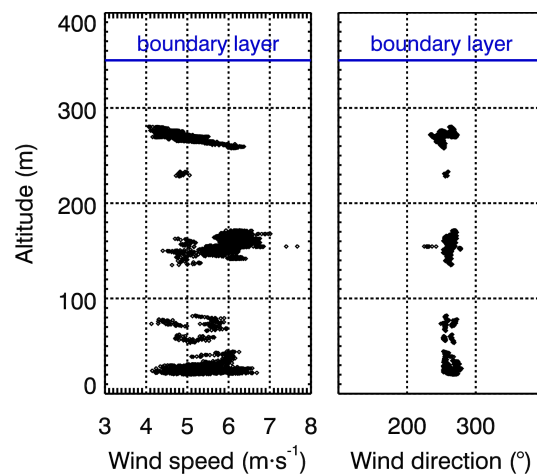 400
boundary layer
boundary layer
300
200
100
0
Altitude (m)
3 4 5 6 7 8
200 300
Wind speed (m·s⁻¹)
Wind direction (°)